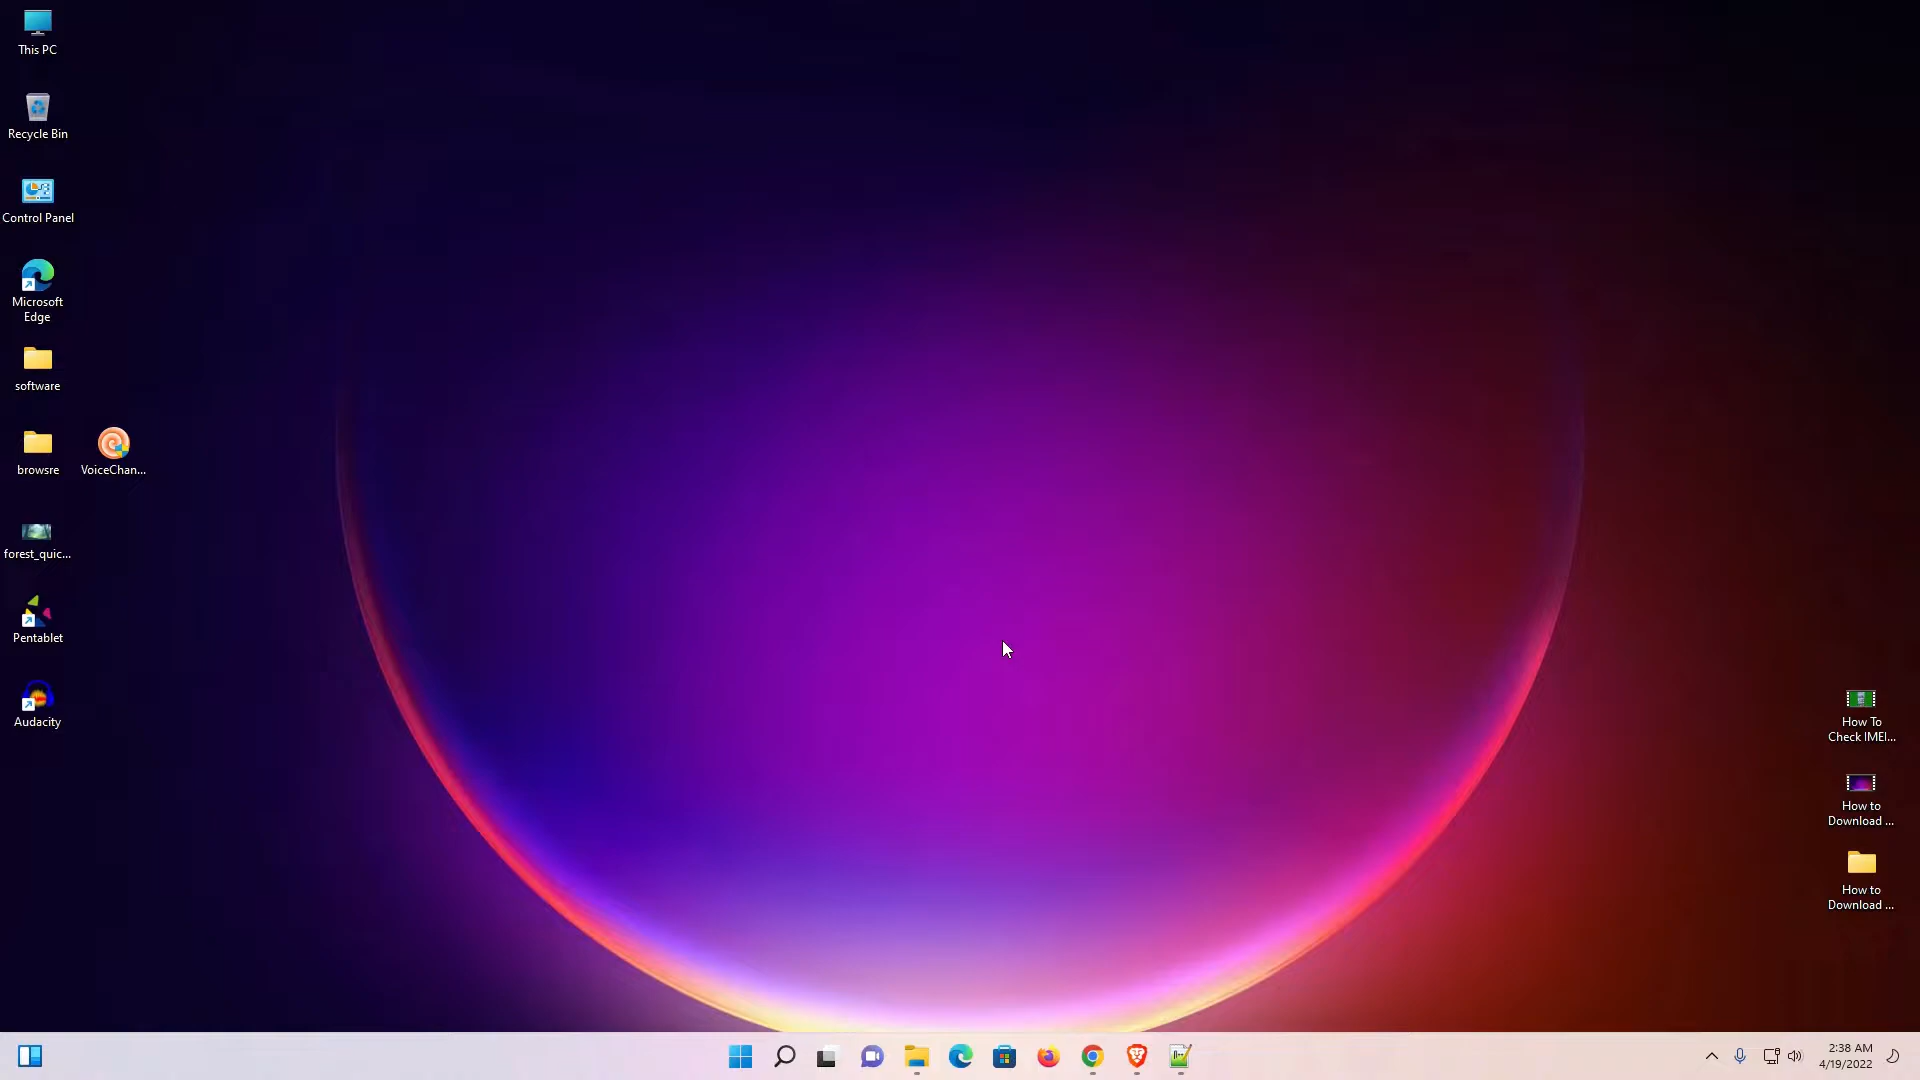 This PC
Recycle Bin
Control Panel
Microsoft
Edge
software
browsre
VoiceChan...
forest_quic...
Pentablet
Audacity
How To
Check IMEI...
How to
Download ...
How to
Download ...
2:38 AM
4/19/2022